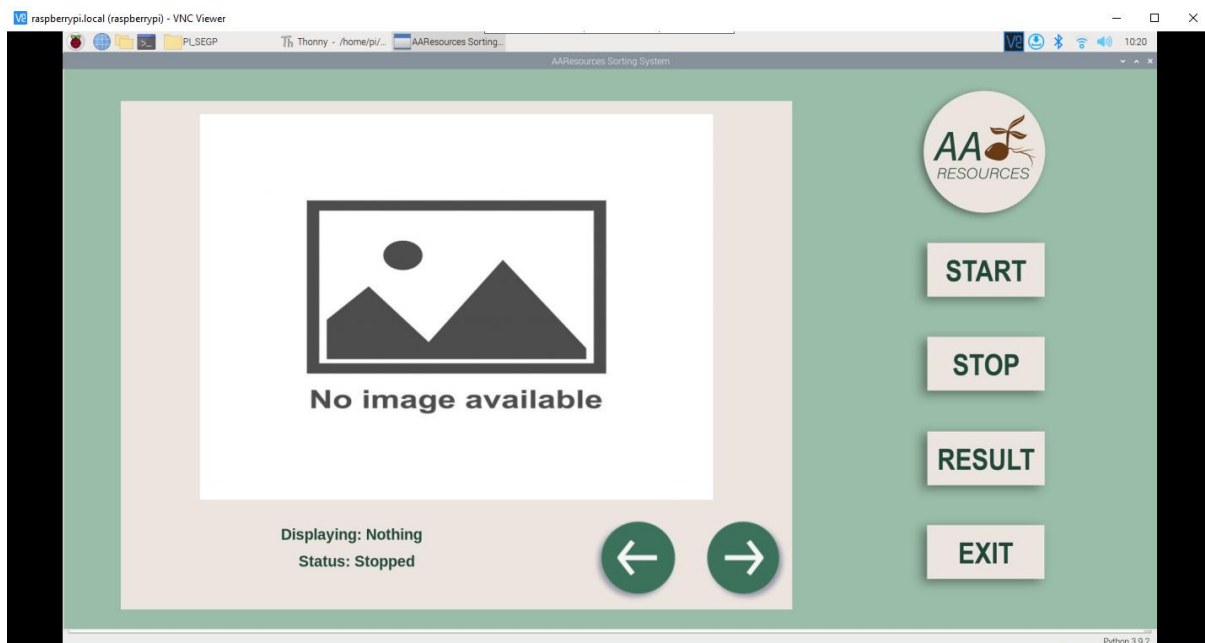 raspberrypi.local (raspberrypi) - VNC Viewer
PI_SEGP
Thonny - /home/pi/...
AAResources Sorting...
10:20
AAResources Sorting System
AA
RESOURCES
START
STOP
RESULT
EXIT
No image available
Displaying: Nothing
Status: Stopped
Python 3.9.2